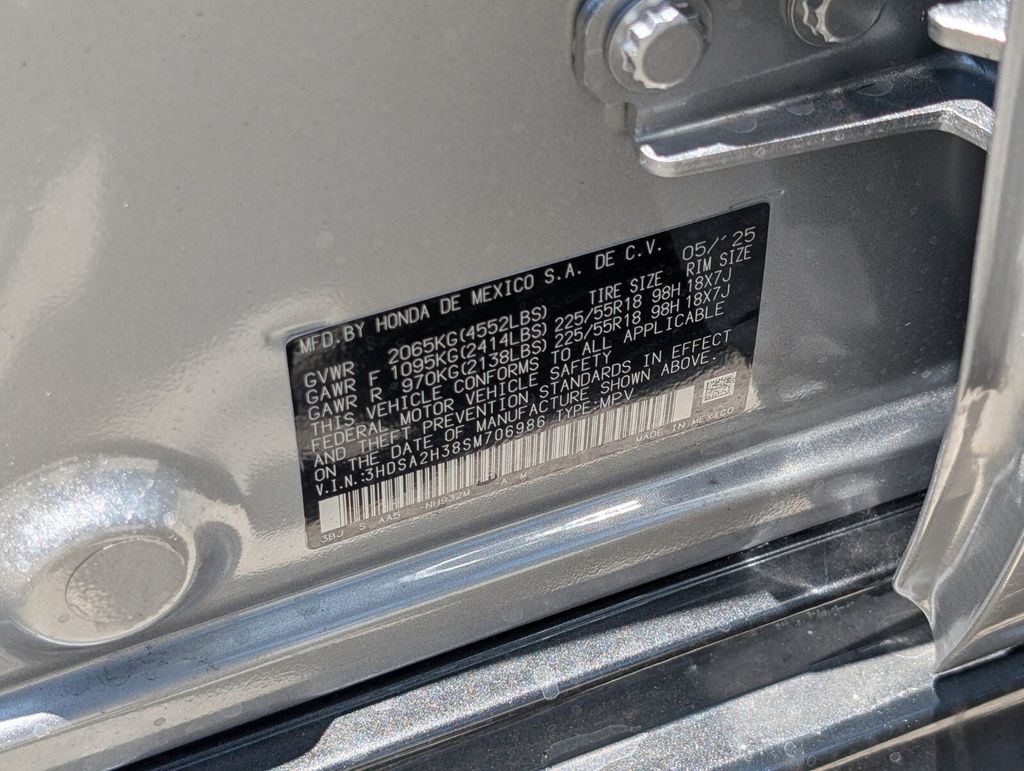 MFD. BY HONDA DE MEXICO S.A. DE C.V. 05/'25
TIRE SIZE RIM SIZE
GVWR 2065KG(4552LBS)
GAWR F 1095KG(2414LBS) 225/55R18 98H 18X7J
GAWR R 970KG(2138LBS) 225/55R18 98H 18X7J
THIS VEHICLE CONFORMS TO ALL APPLICABLE
FEDERAL MOTOR VEHICLE SAFETY
AND THEFT PREVENTION STANDARDS IN EFFECT
ON THE DATE OF MANUFACTURE SHOWN ABOVE.
V.I.N.:3HDSA2H38SM706986 TYPE:MPV
3BJ S AA5 -NH932M A M MADE IN MEXICO